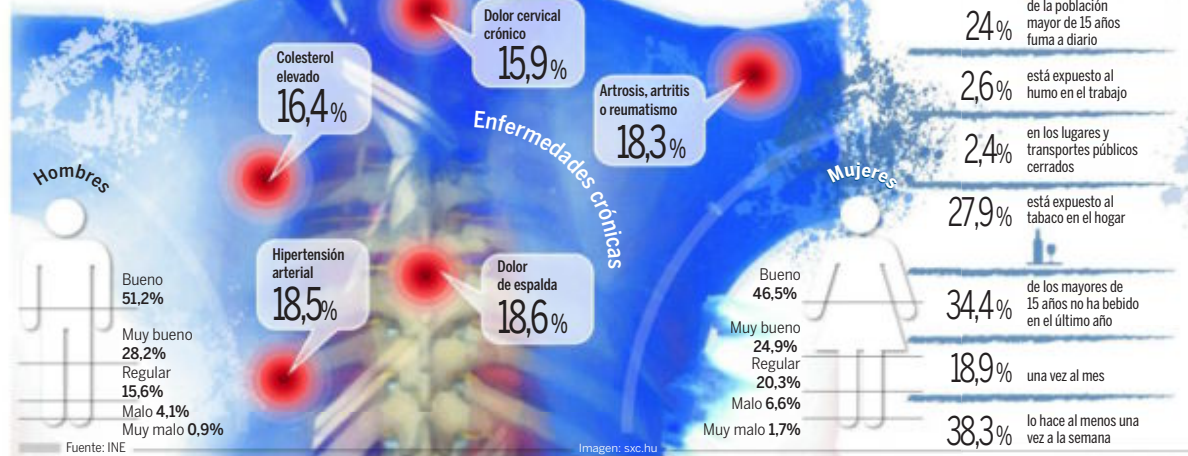 Dolor cervical
crónico
15,9%
Colesterol
elevado
16,4%
Artrosis, artritis
o reumatismo
18,3%
Enfermedades crónicas
Hipertensión
arterial
18,5%
Dolor
de espalda
18,6%
Hombres
Bueno
51,2%
Muy bueno
28,2%
Regular
15,6%
Malo 4,1%
Muy malo 0,9%
Mujeres
Bueno
46,5%
Muy bueno
24,9%
Regular
20,3%
Malo 6,6%
Muy malo 1,7%
24% de la población
mayor de 15 años
fuma a diario
2,6% está expuesto al
humo en el trabajo
2,4% en los lugares y
transportes públicos
cerrados
27,9% está expuesto al
tabaco en el hogar
34,4% de los mayores de
15 años no ha bebido
en el último año
18,9% una vez al mes
38,3% lo hace al menos una
vez a la semana
Fuente: INE
Imagen: sxc.hu